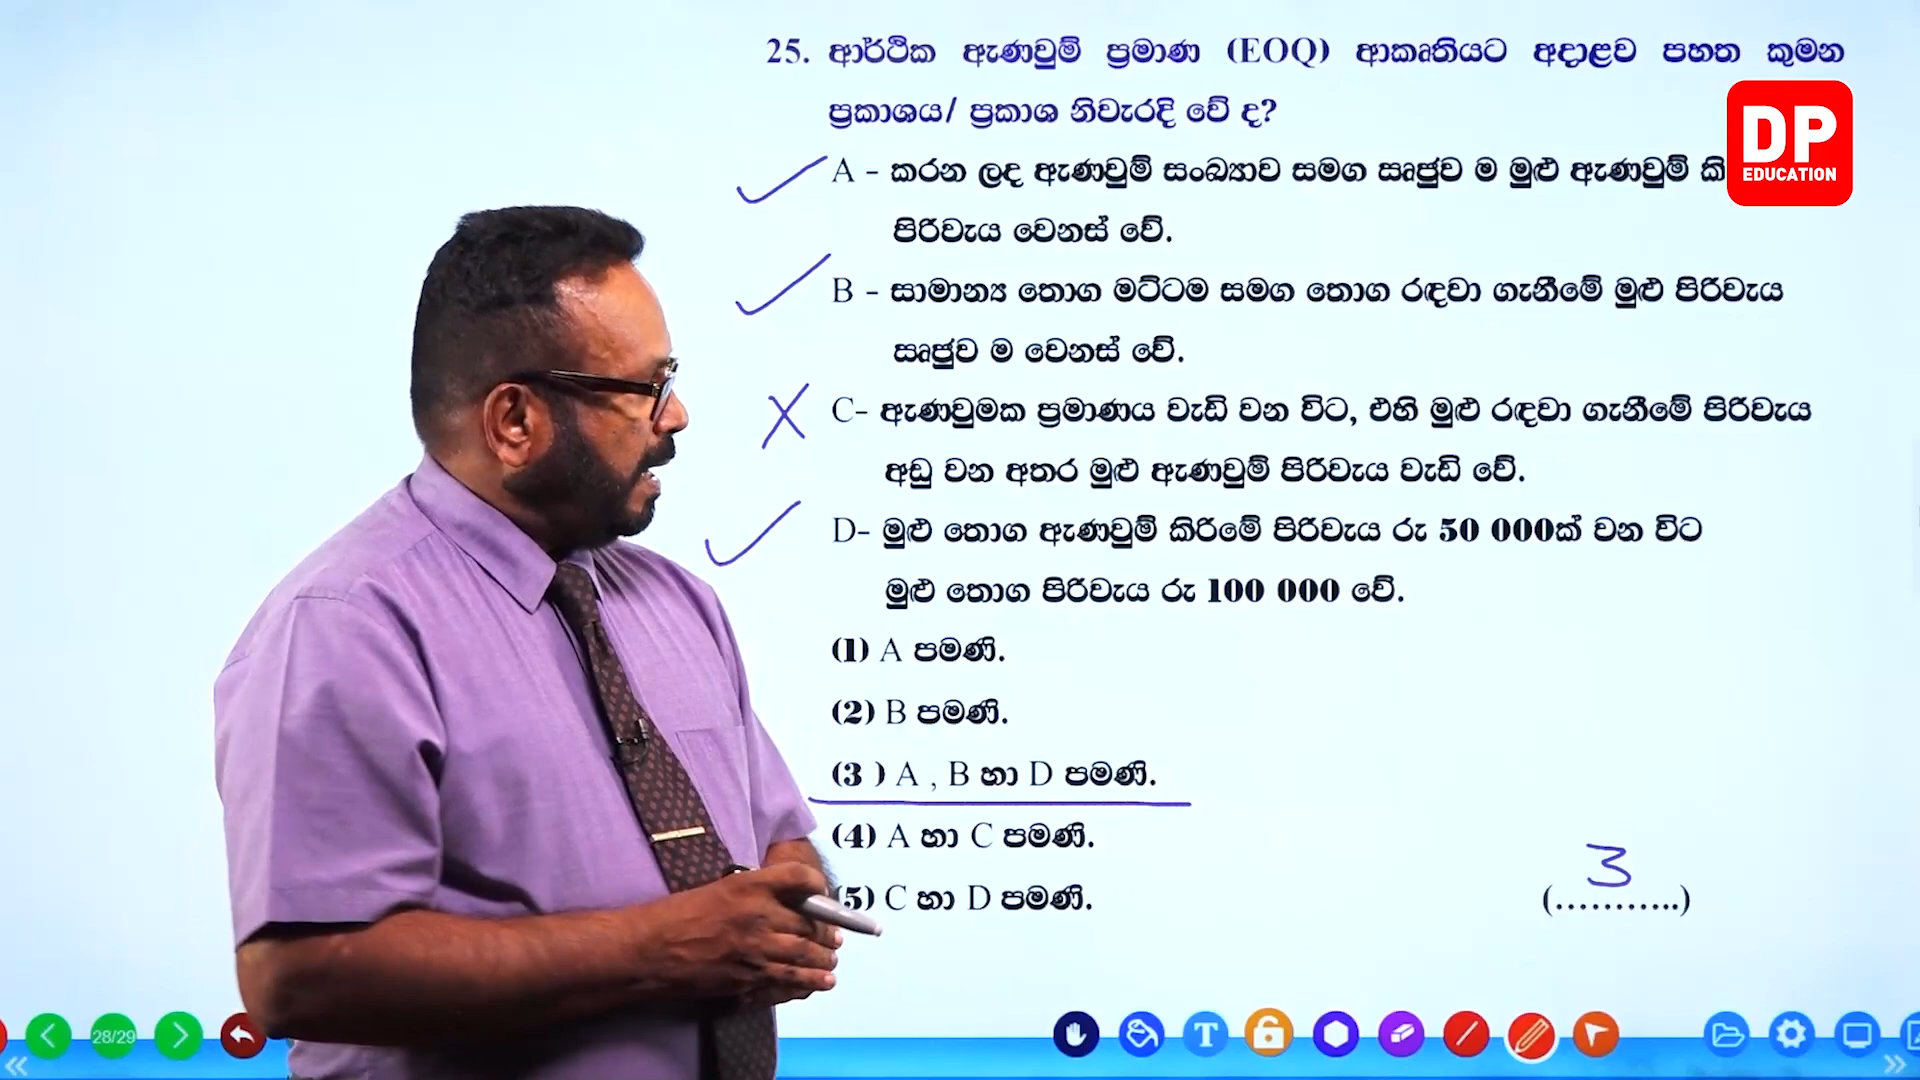 25. ආර්ථික ඇණවුම් ප්‍රමාණ (EOQ) ආකෘතියට අදාළව පහත කුමන
ප්‍රකාශය/ ප්‍රකාශ නිවැරදි වේ ද?
DP
EDUCATION
A - කරන ලද ඇණවුම් සංඛ්‍යාව සමග සෘජුව ම මුළු ඇණවුම් කි
පිරිවැය වෙනස් වේ.
B - සාමාන්‍ය තොග මට්ටම සමග තොග රඳවා ගැනීමේ මුළු පිරිවැය
සෘජුව ම වෙනස් වේ.
C- ඇණවුමක ප්‍රමාණය වැඩි වන විට, එහි මුළු රඳවා ගැනීමේ පිරිවැය
අඩු වන අතර මුළු ඇණවුම් පිරිවැය වැඩි වේ.
D- මුළු තොග ඇණවුම් කිරිමේ පිරිවැය රු 50 000ක් වන විට
මුළු තොග පිරිවැය රු 100 000 වේ.
(1) A පමණි.
(2) B පමණි.
(3 ) A , B හා D පමණි.
(4) A හා C පමණි.
5) C හා D පමණි.
3
(...........)
28/29
T